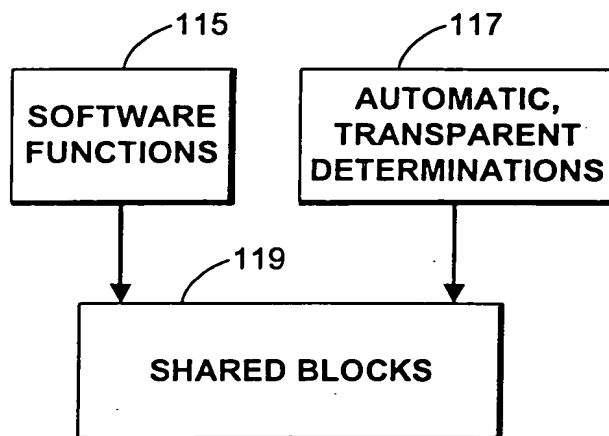 115
117
SOFTWARE
FUNCTIONS
AUTOMATIC,
TRANSPARENT
DETERMINATIONS
119
SHARED BLOCKS